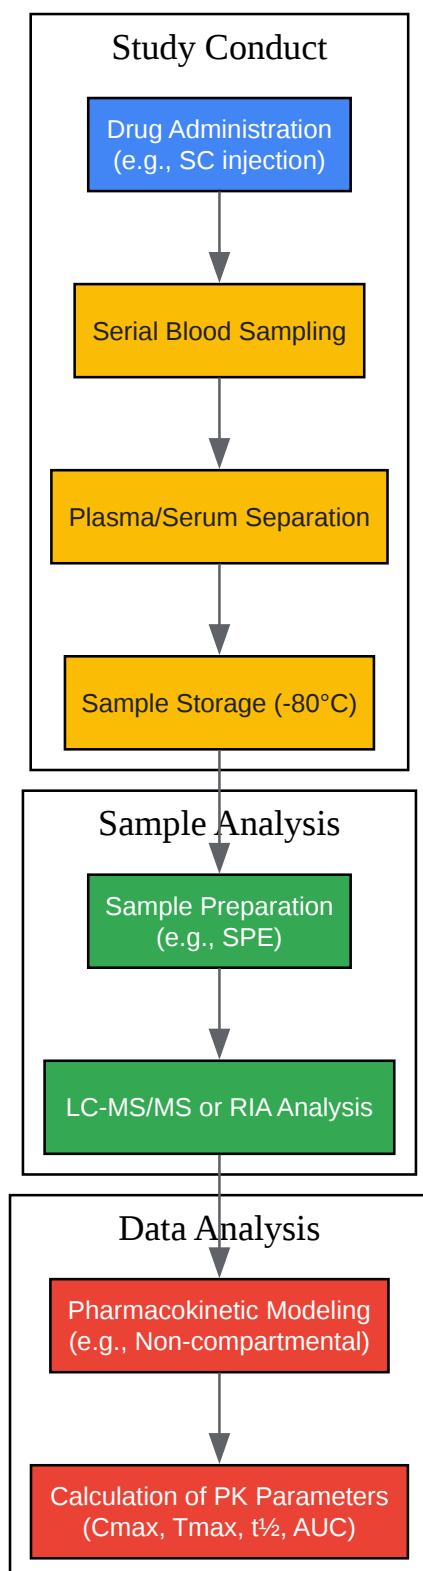 Study Conduct
Drug Administration
(e.g., SC injection)
Serial Blood Sampling
Plasma/Serum Separation
Sample Storage (-80°C)
Sample Analysis
Sample Preparation
(e.g., SPE)
LC-MS/MS or RIA Analysis
Data Analysis
Pharmacokinetic Modeling
(e.g., Non-compartmental)
Calculation of PK Parameters
(Cmax, Tmax, t½, AUC)